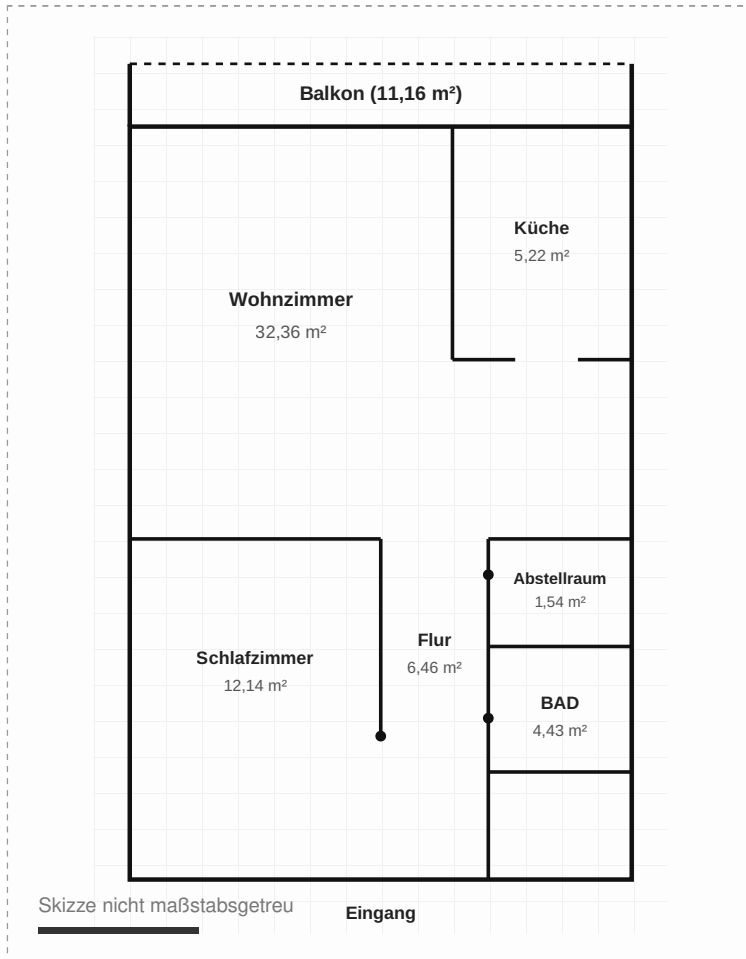 Balkon (11,16 m²)
Küche
5,22 m²
Wohnzimmer
32,36 m²
Abstellraum
1,54 m²
Flur
6,46 m²
Schlafzimmer
12,14 m²
BAD
4,43 m²
Skizze nicht maßstabsgetreu
Eingang